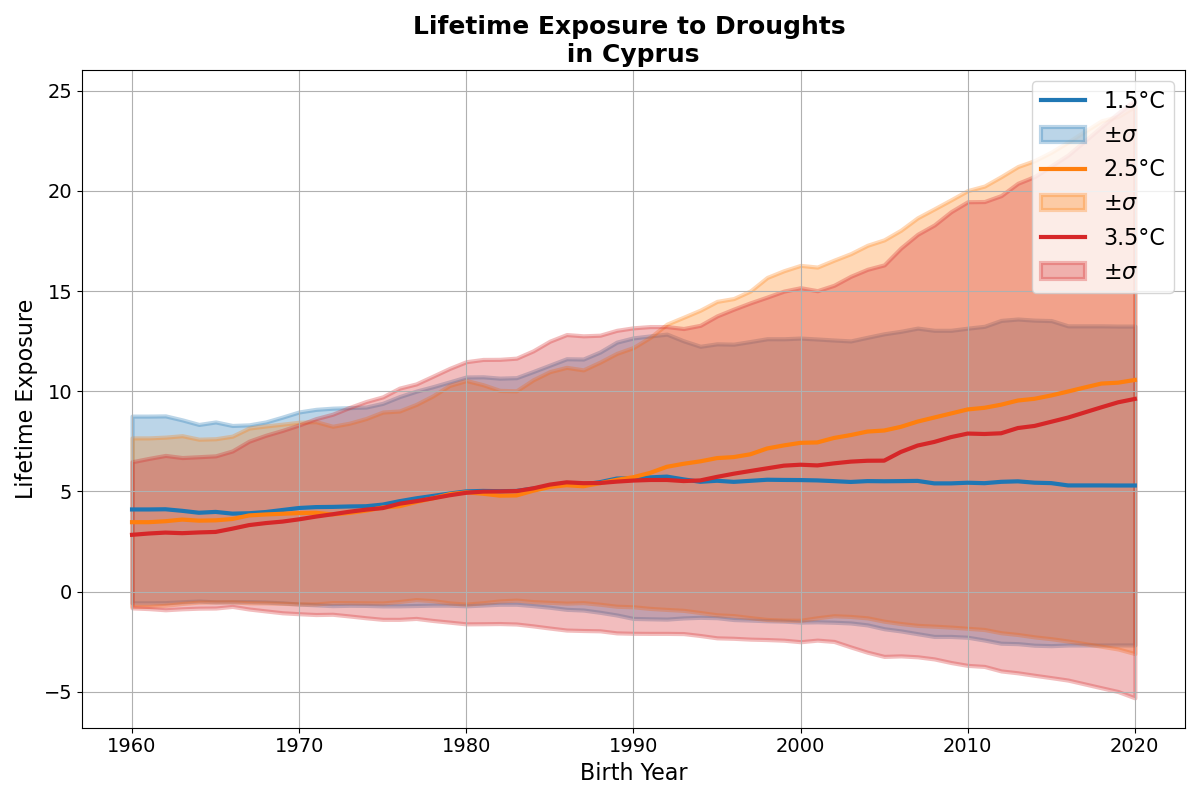 Lifetime Exposure to Droughts
in Cyprus
25
20
15
10
5
0
−5
Lifetime Exposure
1.5°C
±σ
2.5°C
±σ
3.5°C
±σ
1960
1970
1980
1990
2000
2010
2020
Birth Year